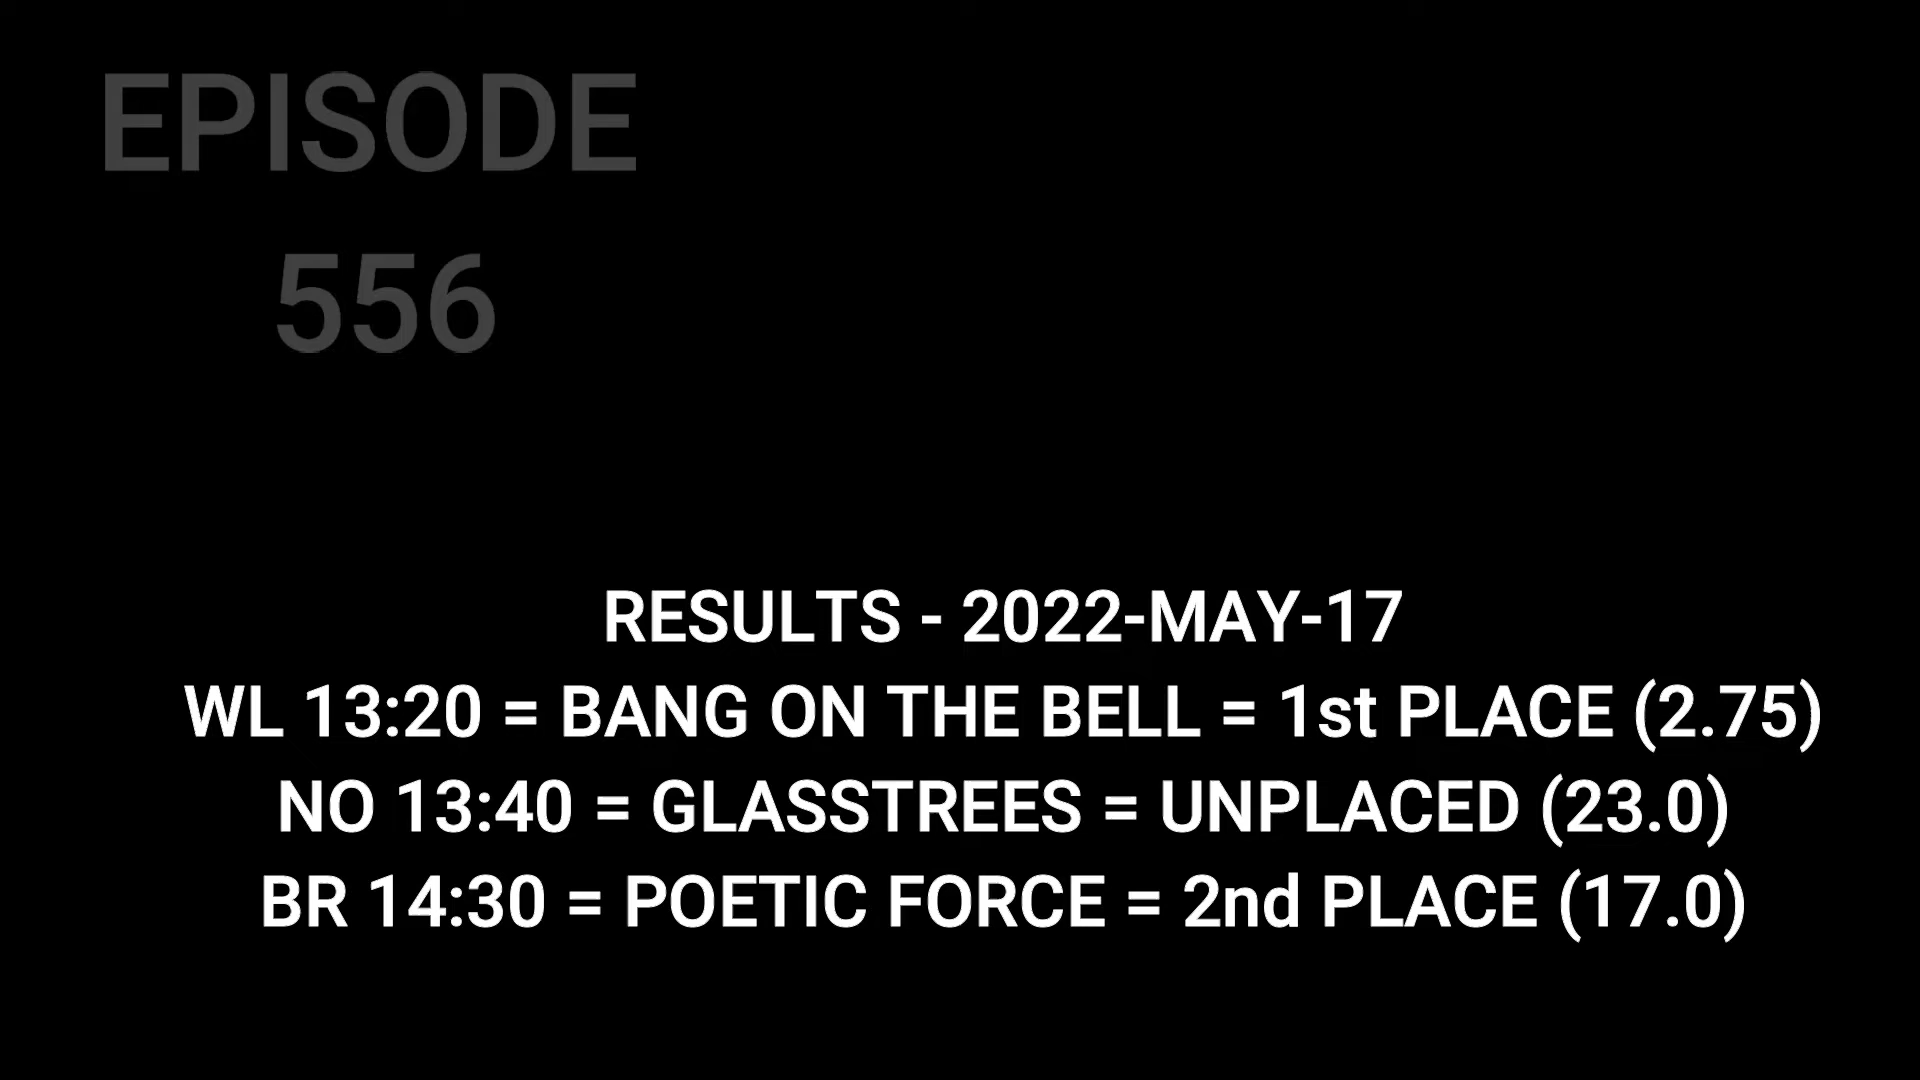 EPISODE
556
RESULTS - 2022-MAY-17
WL 13:20 = BANG ON THE BELL = 1st PLACE (2.75)
NO 13:40 = GLASSTREES = UNPLACED (23.0)
BR 14:30 = POETIC FORCE = 2nd PLACE (17.0)